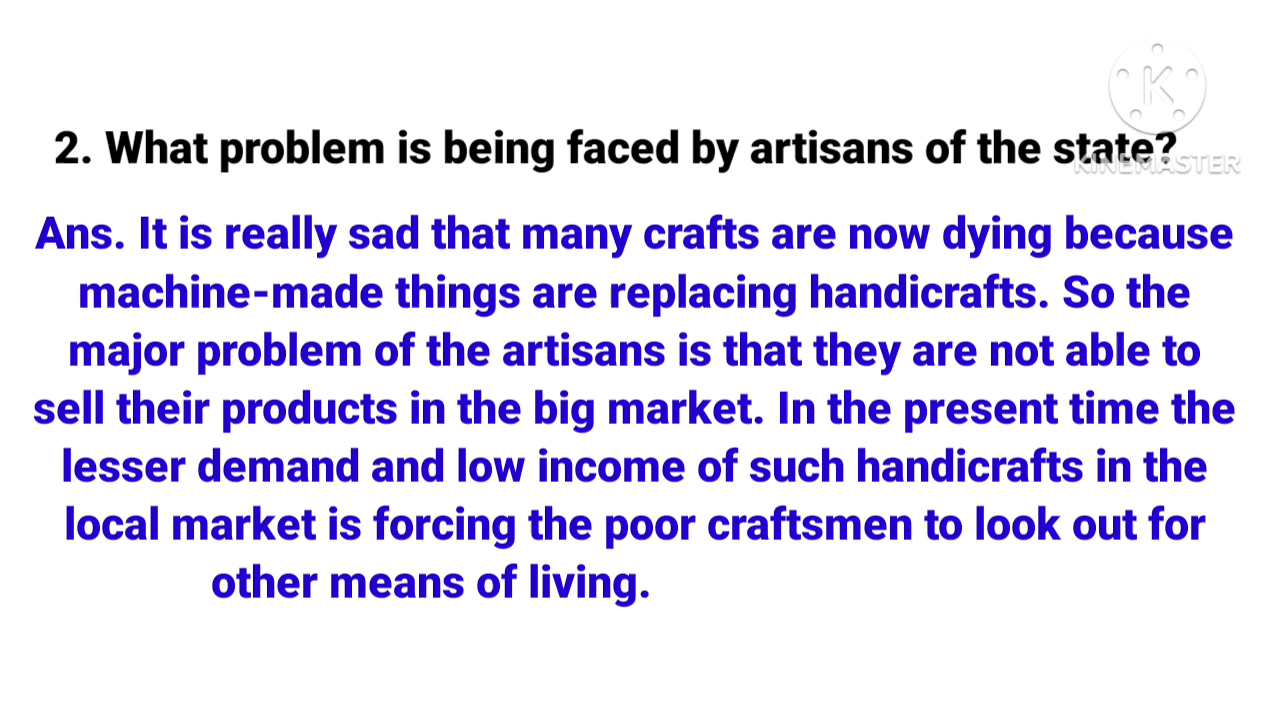 K
2. What problem is being faced by artisans of the state?
KINEMASTER
Ans. It is really sad that many crafts are now dying because
machine-made things are replacing handicrafts. So the
major problem of the artisans is that they are not able to
sell their products in the big market. In the present time the
lesser demand and low income of such handicrafts in the
local market is forcing the poor craftsmen to look out for
other means of living.